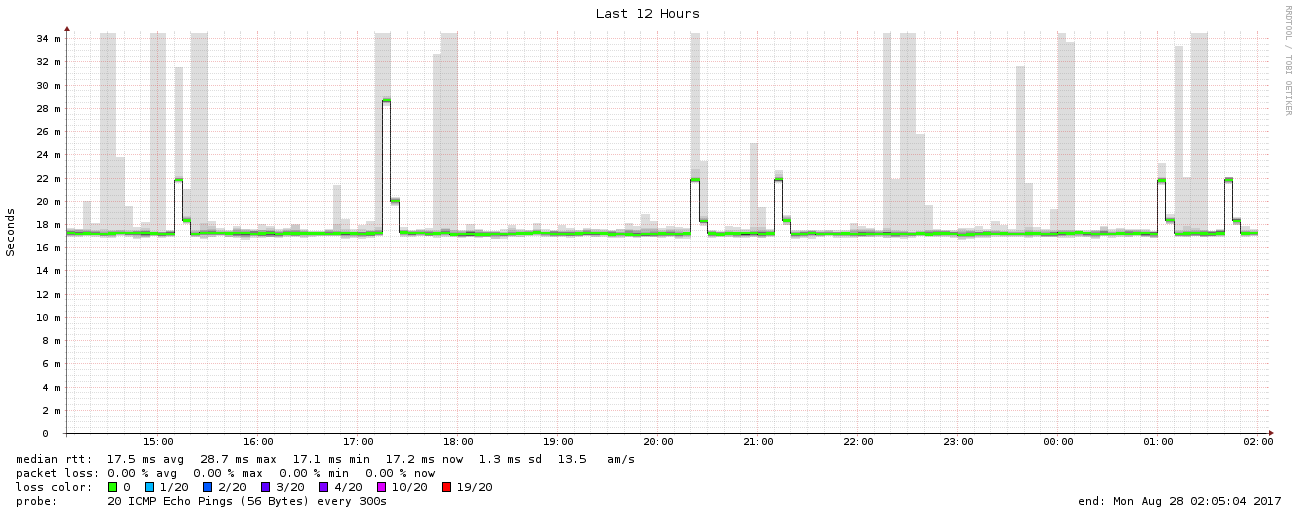 Last 12 Hours
RRDTOOL / TOBI OETIKER
Seconds
34 m
32 m
30 m
28 m
26 m
24 m
22 m
20 m
18 m
16 m
14 m
12 m
10 m
8 m
6 m
4 m
2 m
0
15:00 16:00 17:00 18:00 19:00 20:00 21:00 22:00 23:00 00:00 01:00 02:00
median rtt: 17.5 ms avg 28.7 ms max 17.1 ms min 17.2 ms now 1.3 ms sd 13.5 am/s
packet loss: 0.00 % avg 0.00 % max 0.00 % min 0.00 % now
loss color: 0 1/20 2/20 3/20 4/20 10/20 19/20
probe: 20 ICMP Echo Pings (56 Bytes) every 300s end: Mon Aug 28 02:05:04 2017